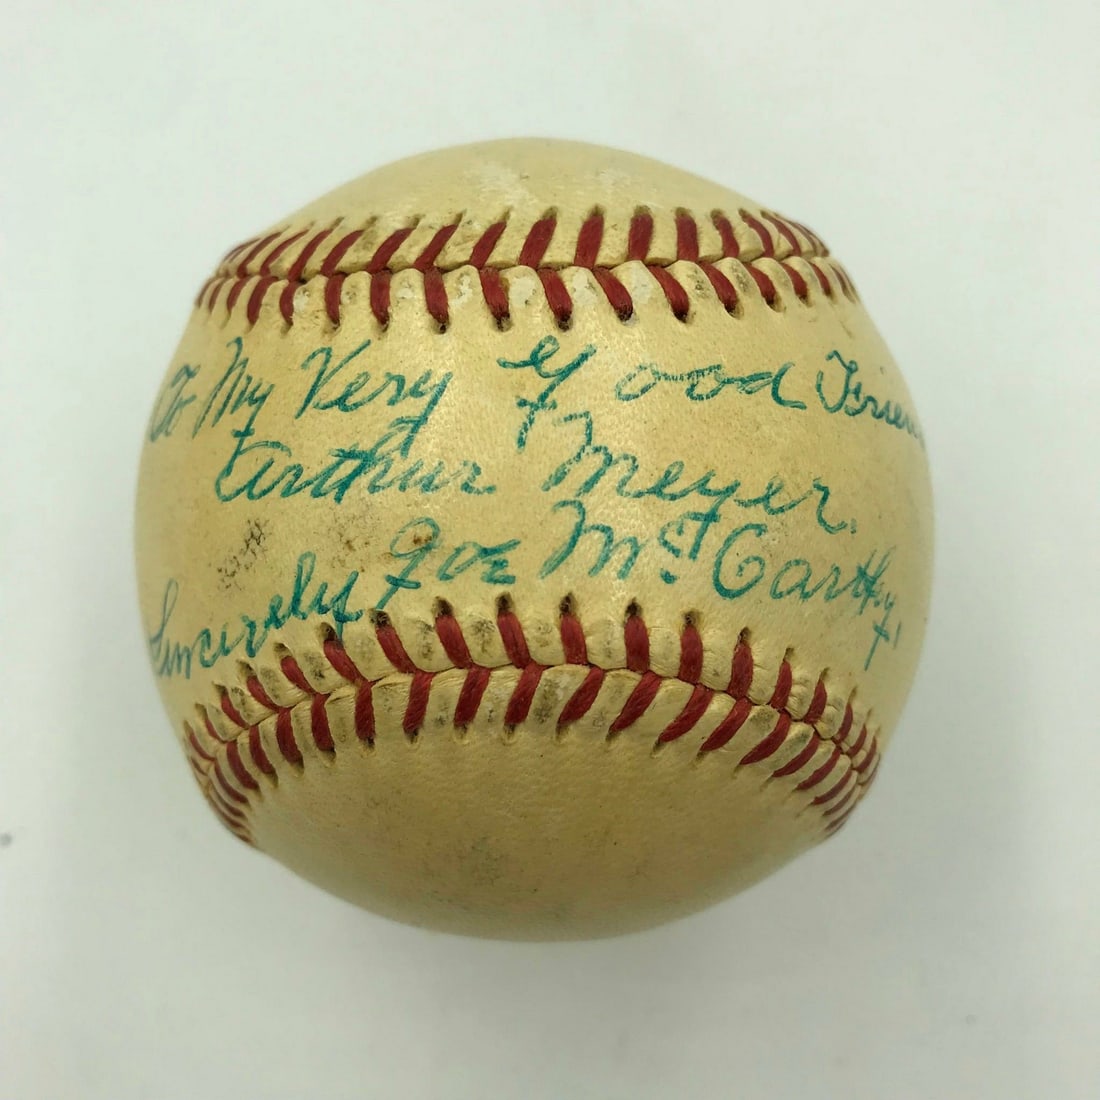 To My Very Good Friend
Arthur Meyer.
Sincerely Joe McCarthy,